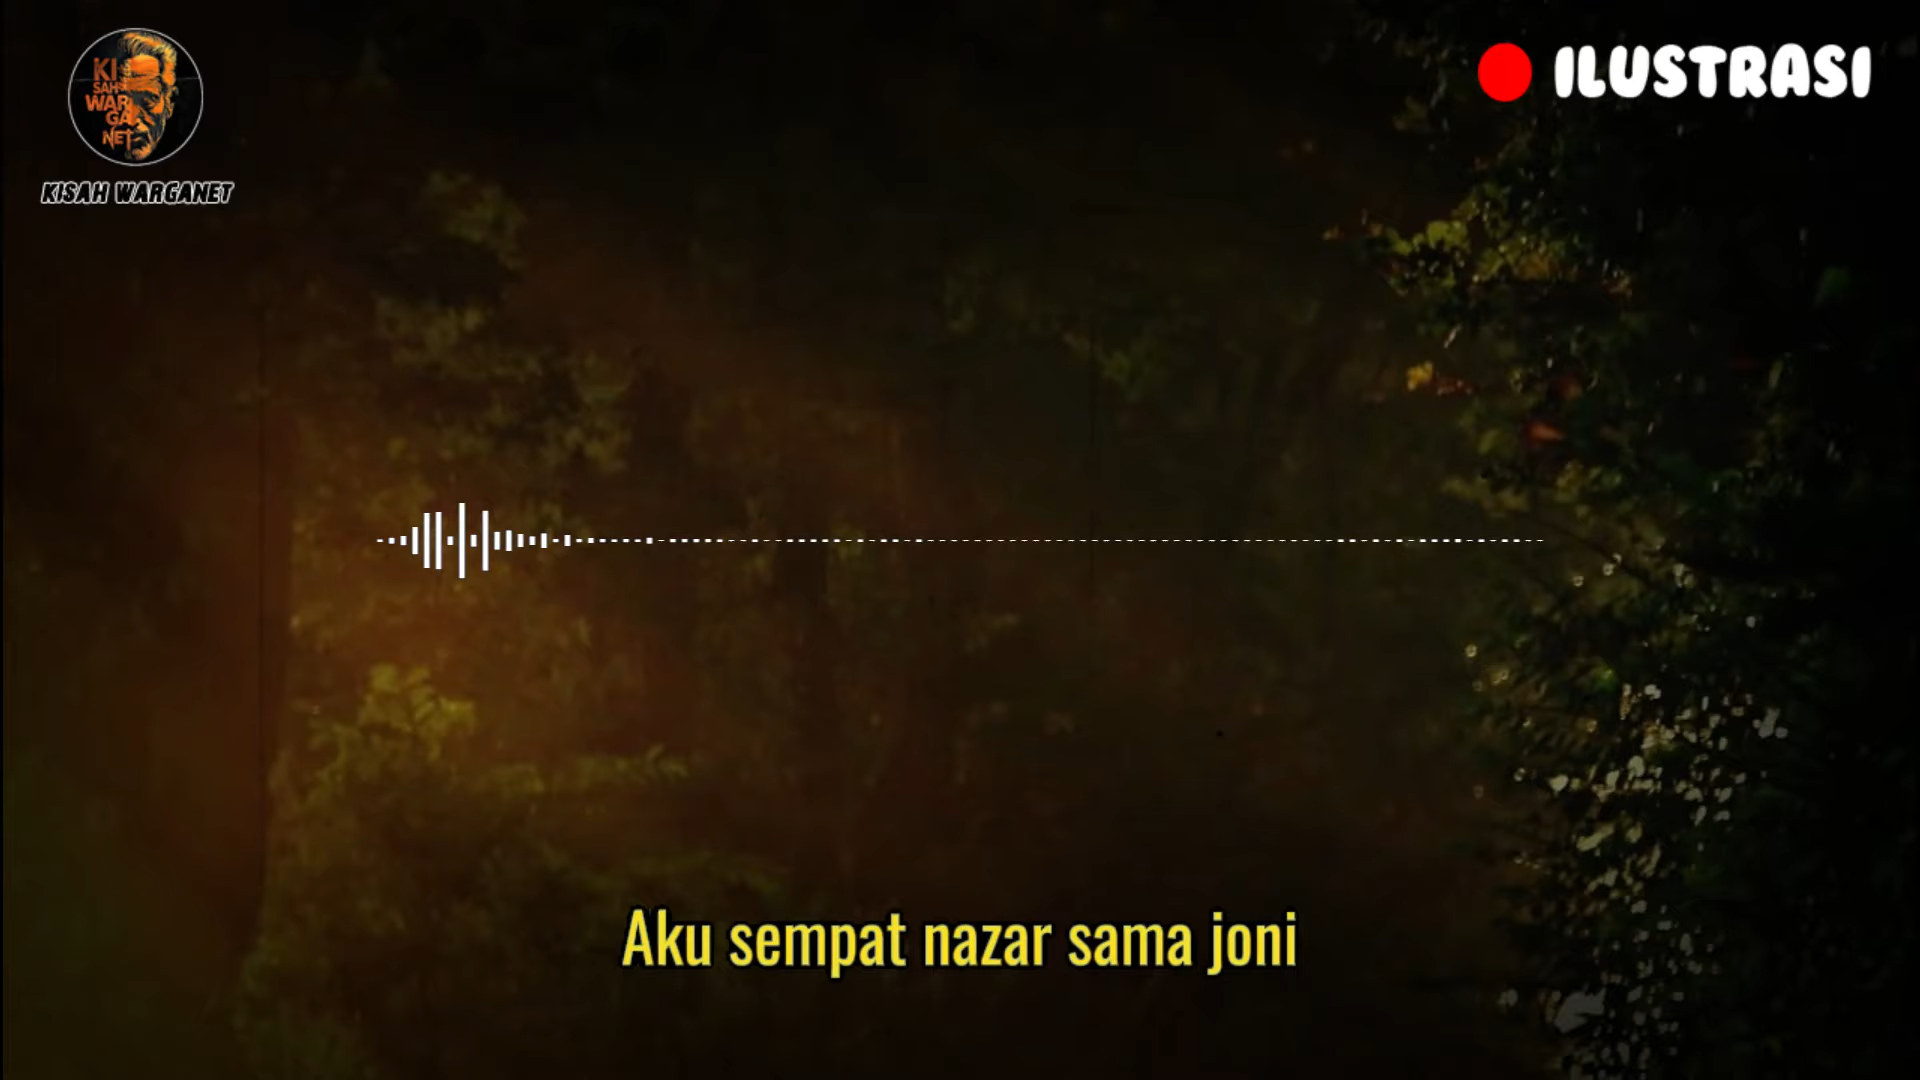 KI
SAH
WAR
GA
NET
KISAH WARGANET
ILUSTRASI
Aku sempat nazar sama joni